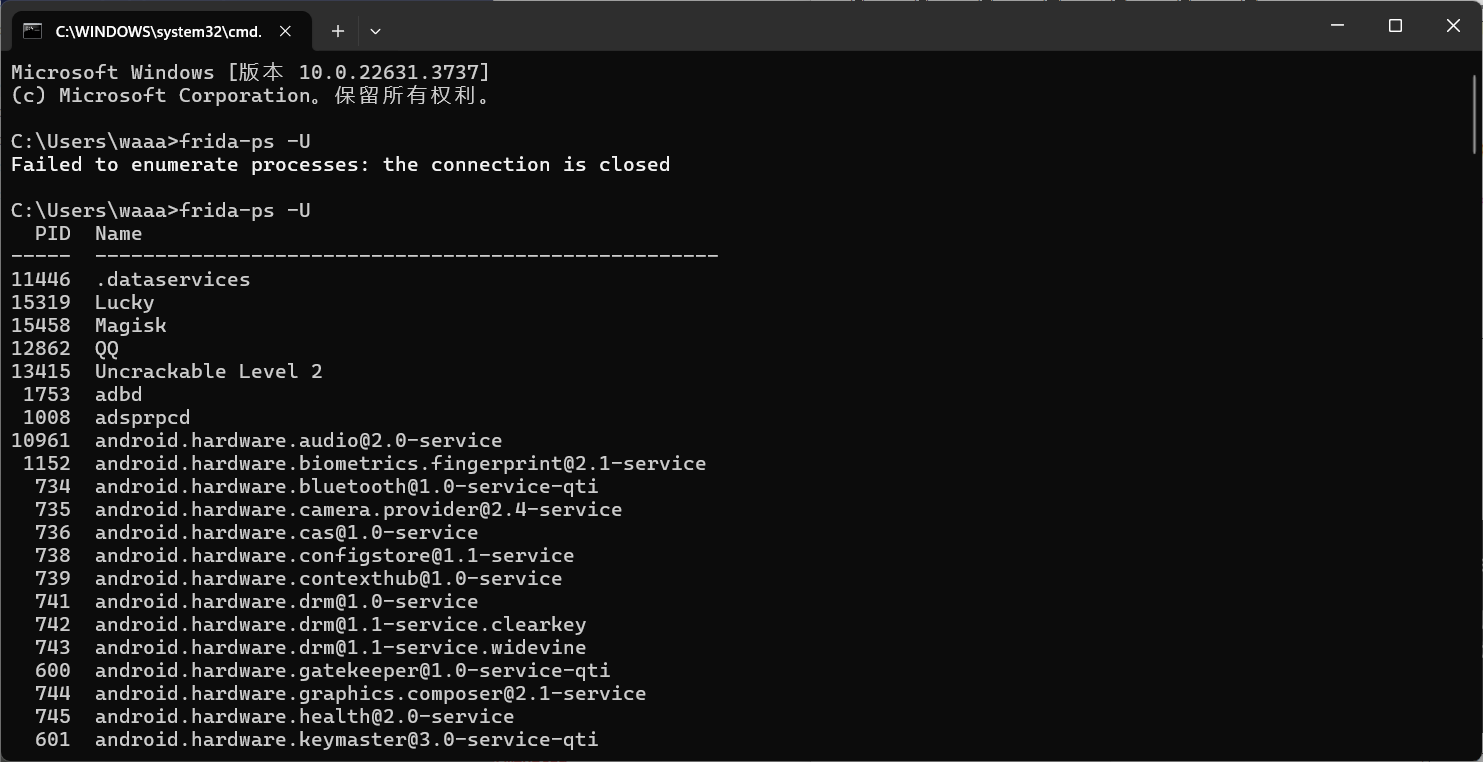 C:\WINDOWS\system32\cmd.
Microsoft Windows [版本 10.0.22631.3737]
(c) Microsoft Corporation。保留所有权利。
C:\Users\waaa>frida-ps -U
Failed to enumerate processes: the connection is closed
C:\Users\waaa>frida-ps -U
  PID  Name
-----  ----------------------------------------------------
11446  .dataservices
15319  Lucky
15458  Magisk
12862  QQ
13415  Uncrackable Level 2
 1753  adbd
 1008  adsprpcd
10961  android.hardware.audio@2.0-service
 1152  android.hardware.biometrics.fingerprint@2.1-service
  734  android.hardware.bluetooth@1.0-service-qti
  735  android.hardware.camera.provider@2.4-service
  736  android.hardware.cas@1.0-service
  738  android.hardware.configstore@1.1-service
  739  android.hardware.contexthub@1.0-service
  741  android.hardware.drm@1.0-service
  742  android.hardware.drm@1.1-service.clearkey
  743  android.hardware.drm@1.1-service.widevine
  600  android.hardware.gatekeeper@1.0-service-qti
  744  android.hardware.graphics.composer@2.1-service
  745  android.hardware.health@2.0-service
  601  android.hardware.keymaster@3.0-service-qti